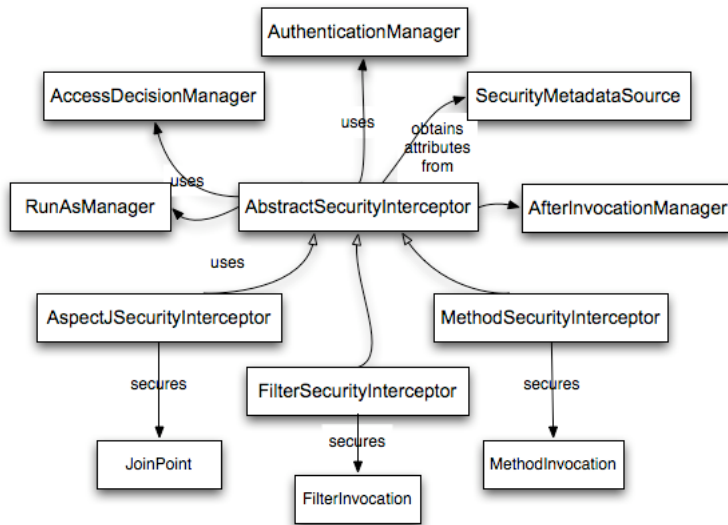 AuthenticationManager
AccessDecisionManager
SecurityMetadataSource
uses
obtains
attributes
from
uses
RunAsManager
AbstractSecurityInterceptor
AfterInvocationManager
uses
AspectJSecurityInterceptor
MethodSecurityInterceptor
secures
FilterSecurityInterceptor
secures
secures
JoinPoint
MethodInvocation
FilterInvocation